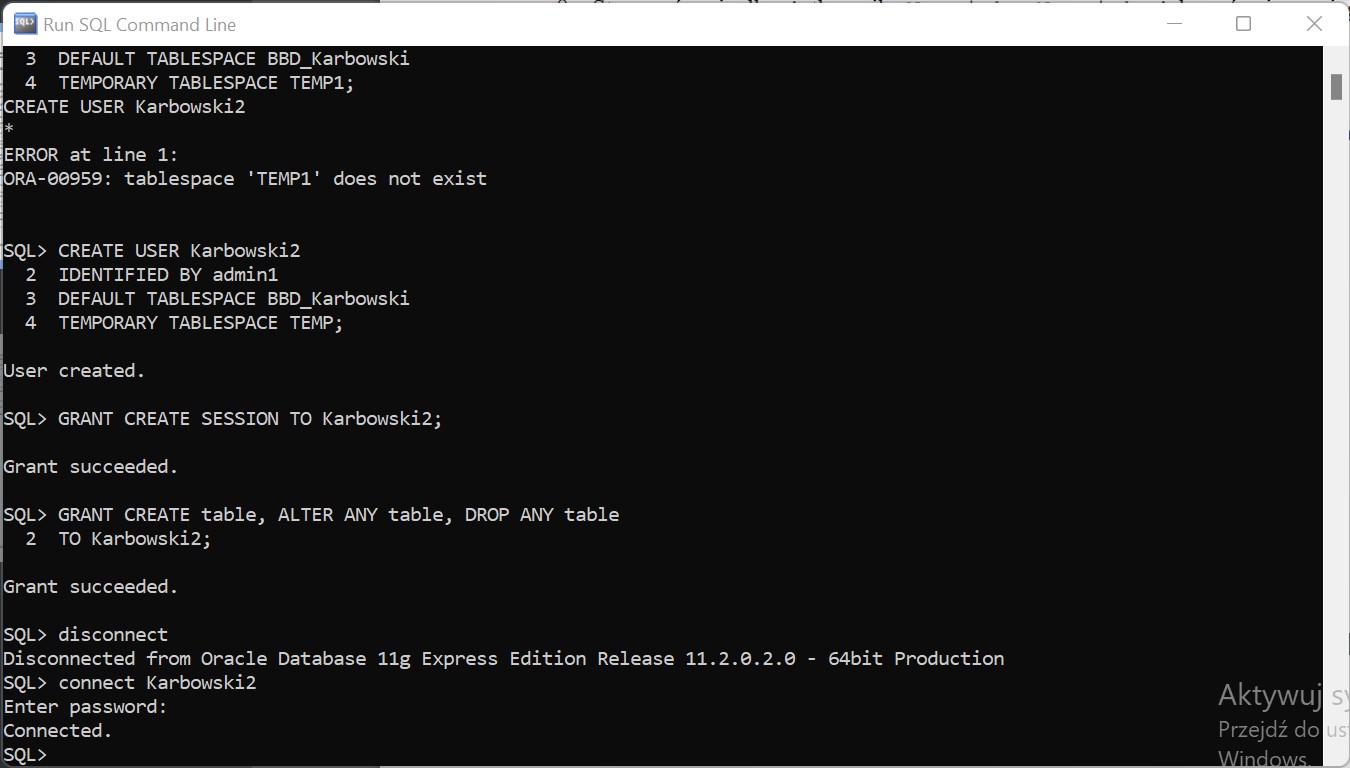 Run SQL Command Line
3 DEFAULT TABLESPACE BBD_Karbowski
4 TEMPORARY TABLESPACE TEMP1;
CREATE USER Karbowski2
*
ERROR at line 1:
ORA-00959: tablespace 'TEMP1' does not exist
SQL> CREATE USER Karbowski2
2 IDENTIFIED BY admin1
3 DEFAULT TABLESPACE BBD_Karbowski
4 TEMPORARY TABLESPACE TEMP;
User created.
SQL> GRANT CREATE SESSION TO Karbowski2;
Grant succeeded.
SQL> GRANT CREATE table, ALTER ANY table, DROP ANY table
2 TO Karbowski2;
Grant succeeded.
SQL> disconnect
Disconnected from Oracle Database 11g Express Edition Release 11.2.0.2.0 - 64bit Production
SQL> connect Karbowski2
Enter password:
Connected.
SQL>
Aktywuj
Przejdź do
Windows.